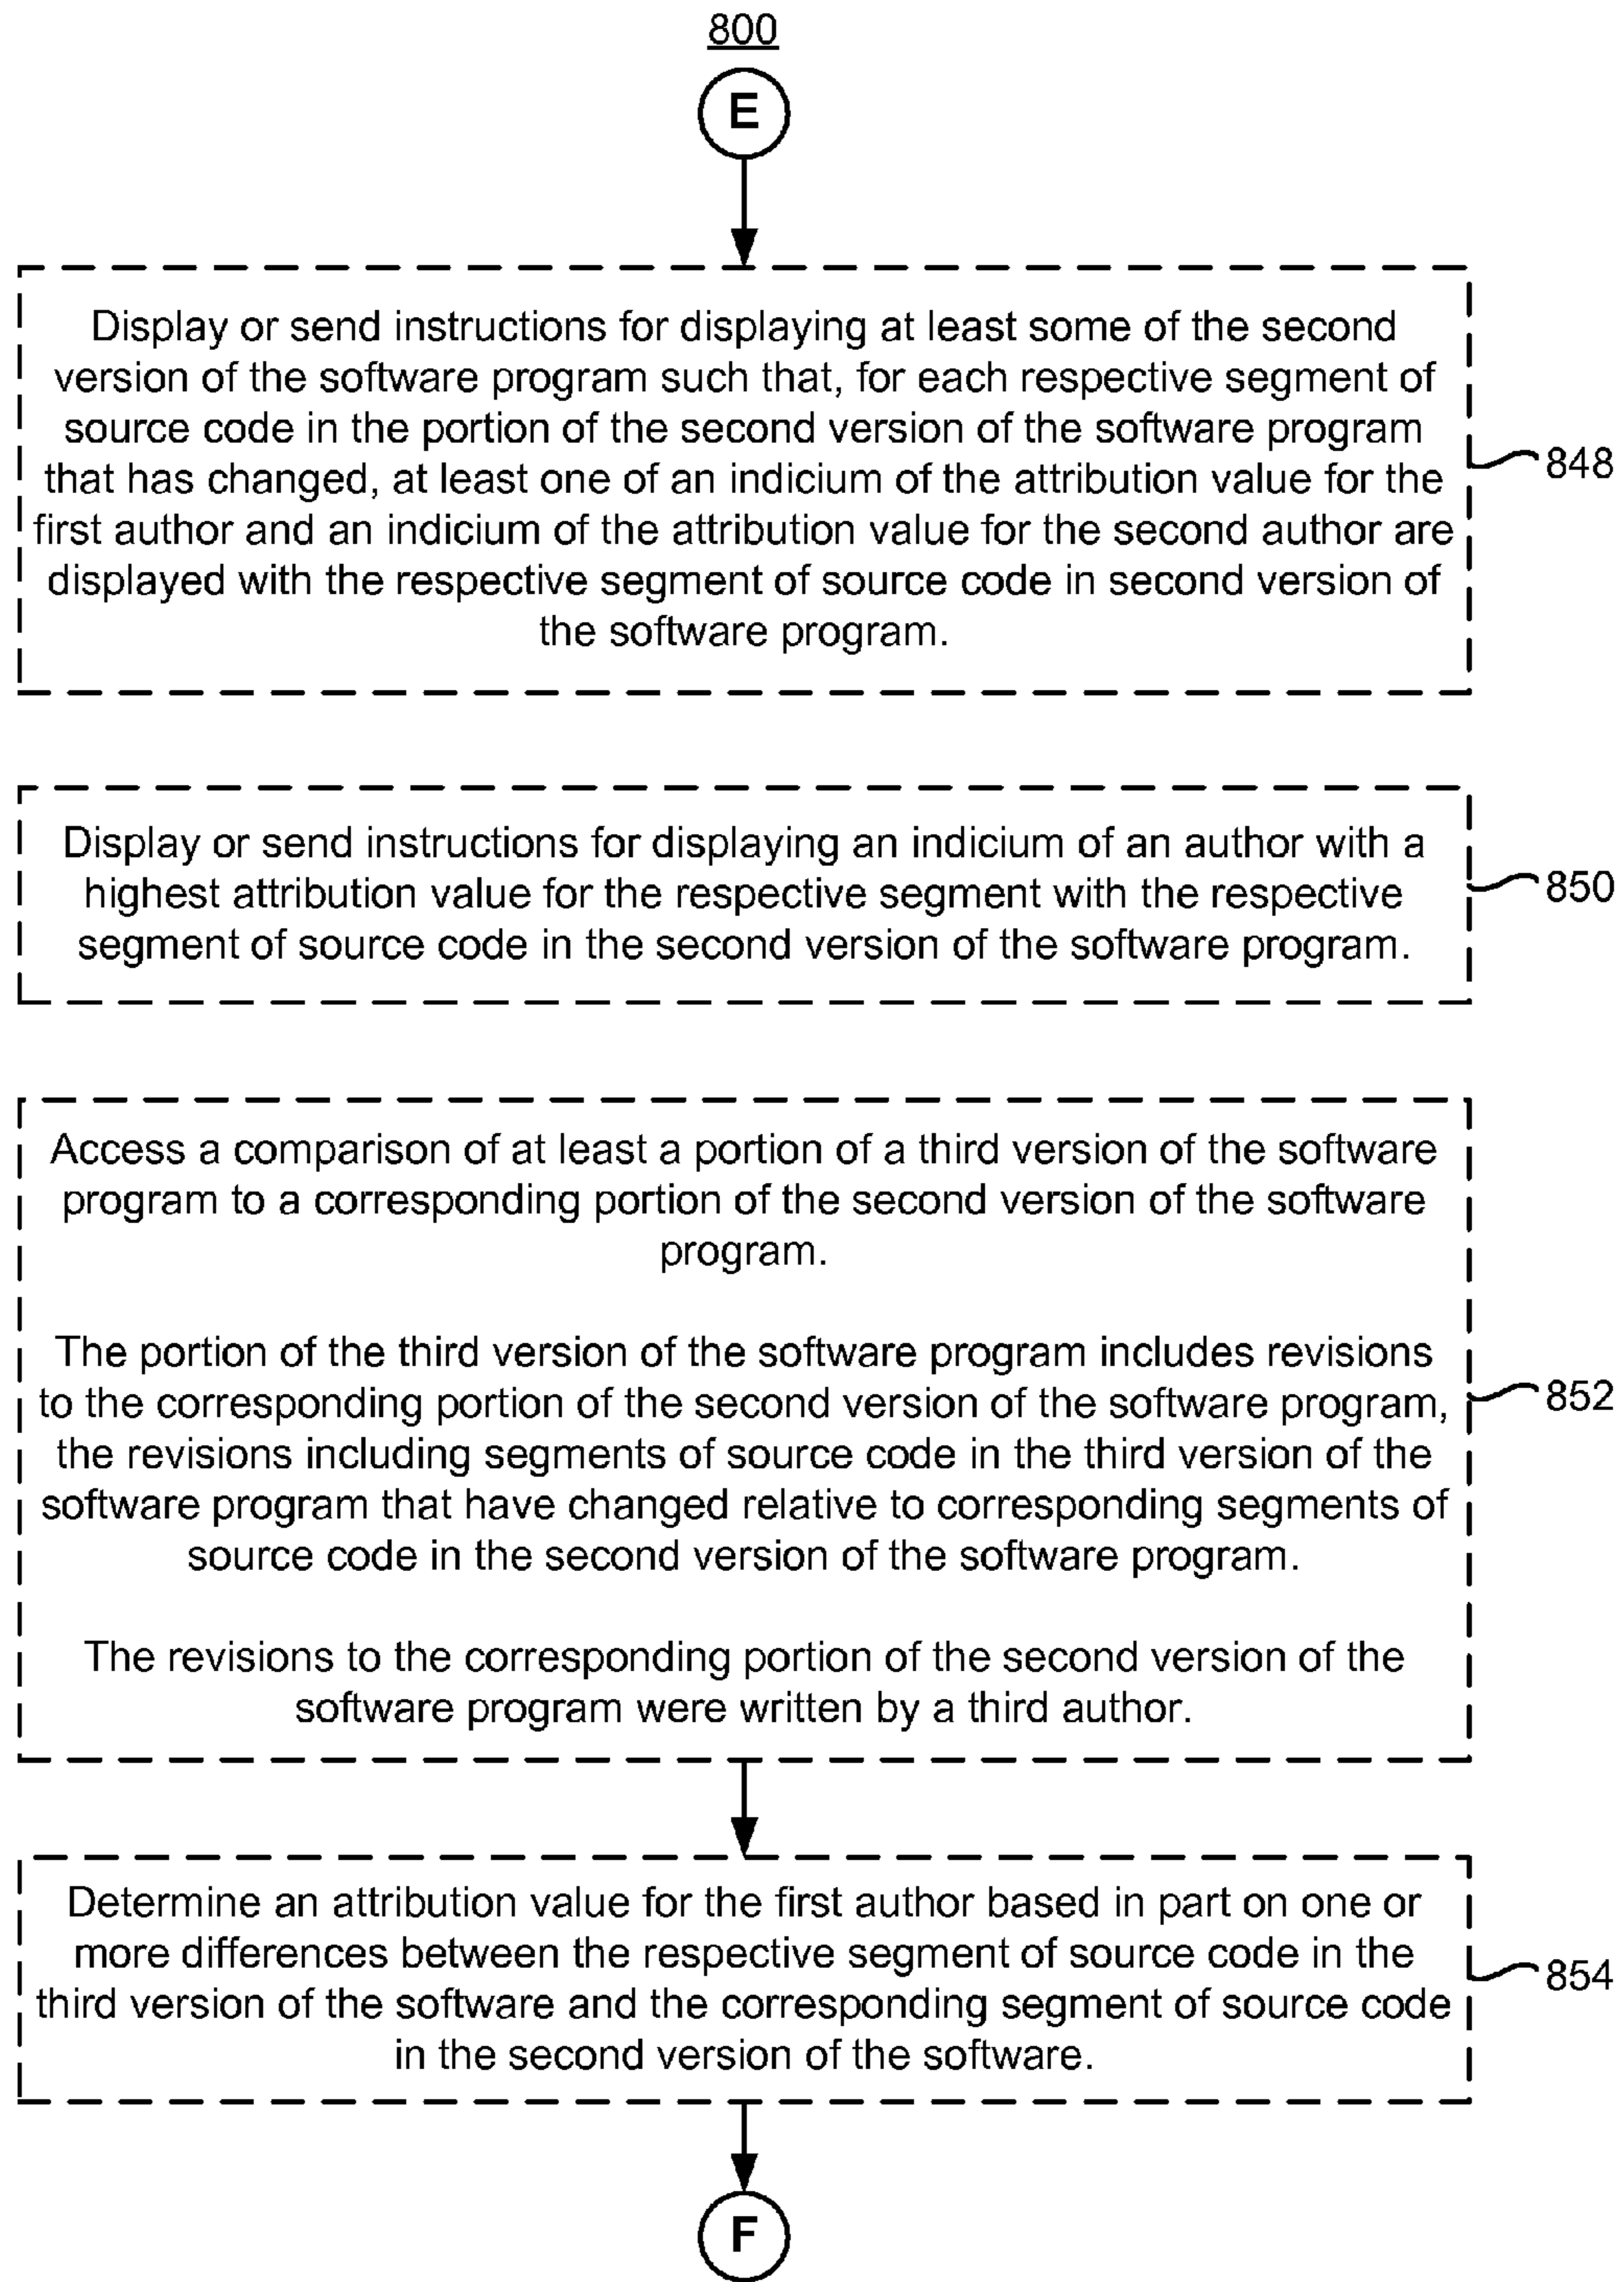 800
E
Display or send instructions for displaying at least some of the second
version of the software program such that, for each respective segment of
source code in the portion of the second version of the software program
that has changed, at least one of an indicium of the attribution value for the
first author and an indicium of the attribution value for the second author are
displayed with the respective segment of source code in second version of
the software program.
848
Display or send instructions for displaying an indicium of an author with a
highest attribution value for the respective segment with the respective
segment of source code in the second version of the software program.
850
Access a comparison of at least a portion of a third version of the software
program to a corresponding portion of the second version of the software
program.
The portion of the third version of the software program includes revisions
to the corresponding portion of the second version of the software program,
the revisions including segments of source code in the third version of the
software program that have changed relative to corresponding segments of
source code in the second version of the software program.
The revisions to the corresponding portion of the second version of the
software program were written by a third author.
852
Determine an attribution value for the first author based in part on one or
more differences between the respective segment of source code in the
third version of the software and the corresponding segment of source code
in the second version of the software.
854
F